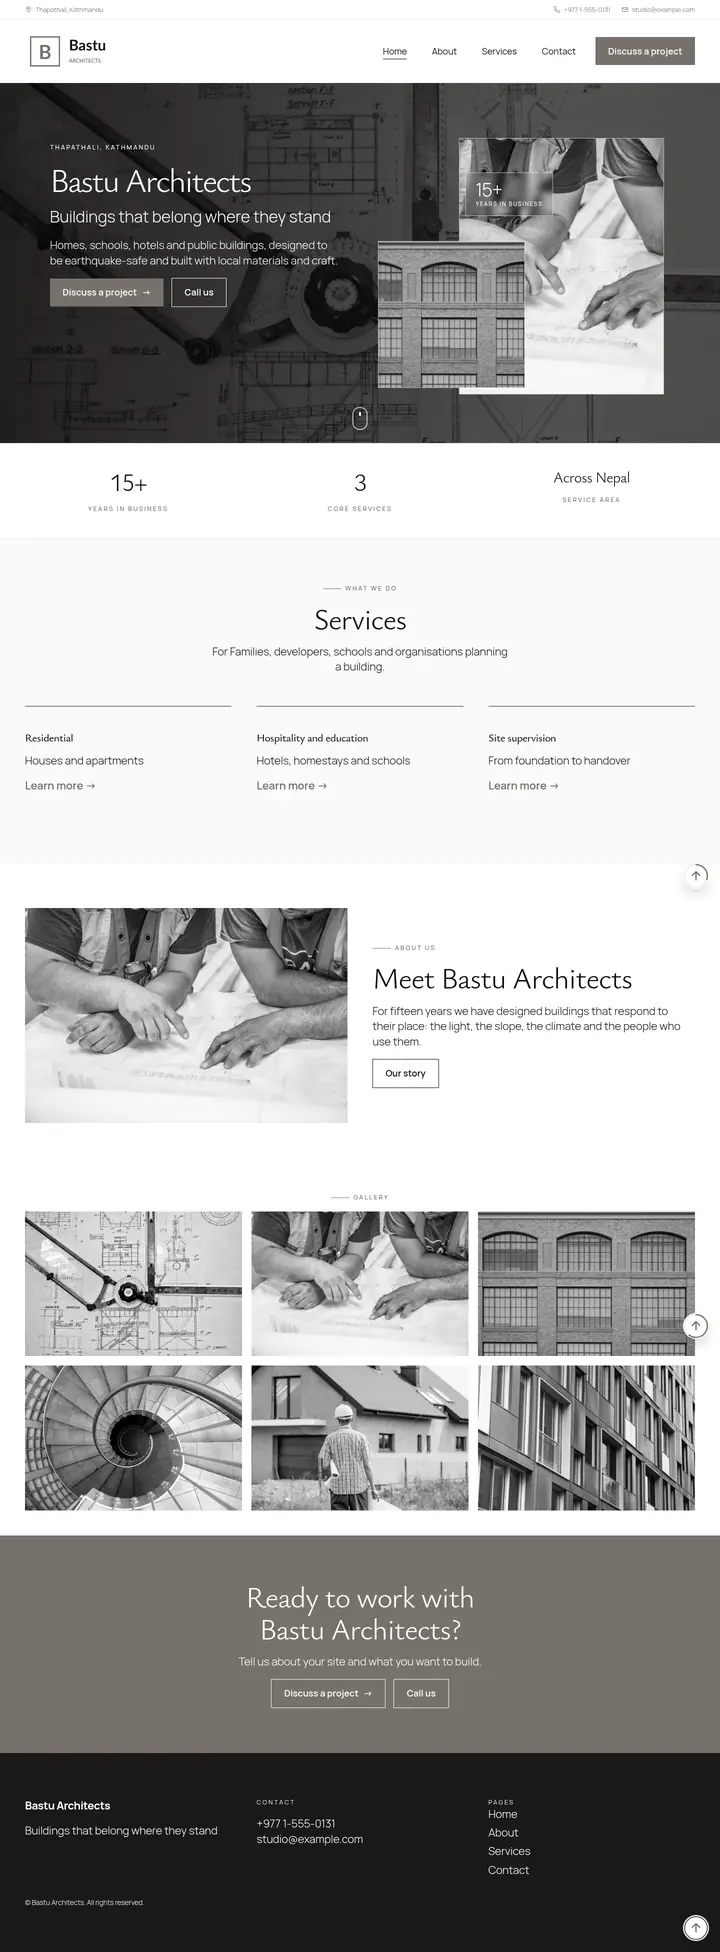 Thapathali, Kathmandu
+977 1-555-0131
studio@example.com
B
Bastu
ARCHITECTS
Home
About
Services
Contact
Discuss a project
THAPATHALI, KATHMANDU
Bastu Architects
Buildings that belong where they stand
Homes, schools, hotels and public buildings, designed to
be earthquake-safe and built with local materials and craft.
Discuss a project →
Call us
15+
YEARS IN BUSINESS
15+
YEARS IN BUSINESS
3
CORE SERVICES
Across Nepal
SERVICE AREA
WHAT WE DO
Services
For Families, developers, schools and organisations planning
a building.
Residential
Houses and apartments
Learn more →
Hospitality and education
Hotels, homestays and schools
Learn more →
Site supervision
From foundation to handover
Learn more →
ABOUT US
Meet Bastu Architects
For fifteen years we have designed buildings that respond to
their place: the light, the slope, the climate and the people who
use them.
Our story
GALLERY
Ready to work with
Bastu Architects?
Tell us about your site and what you want to build.
Discuss a project →
Call us
Bastu Architects
Buildings that belong where they stand
CONTACT
+977 1-555-0131
studio@example.com
PAGES
Home
About
Services
Contact
© Bastu Architects. All rights reserved.